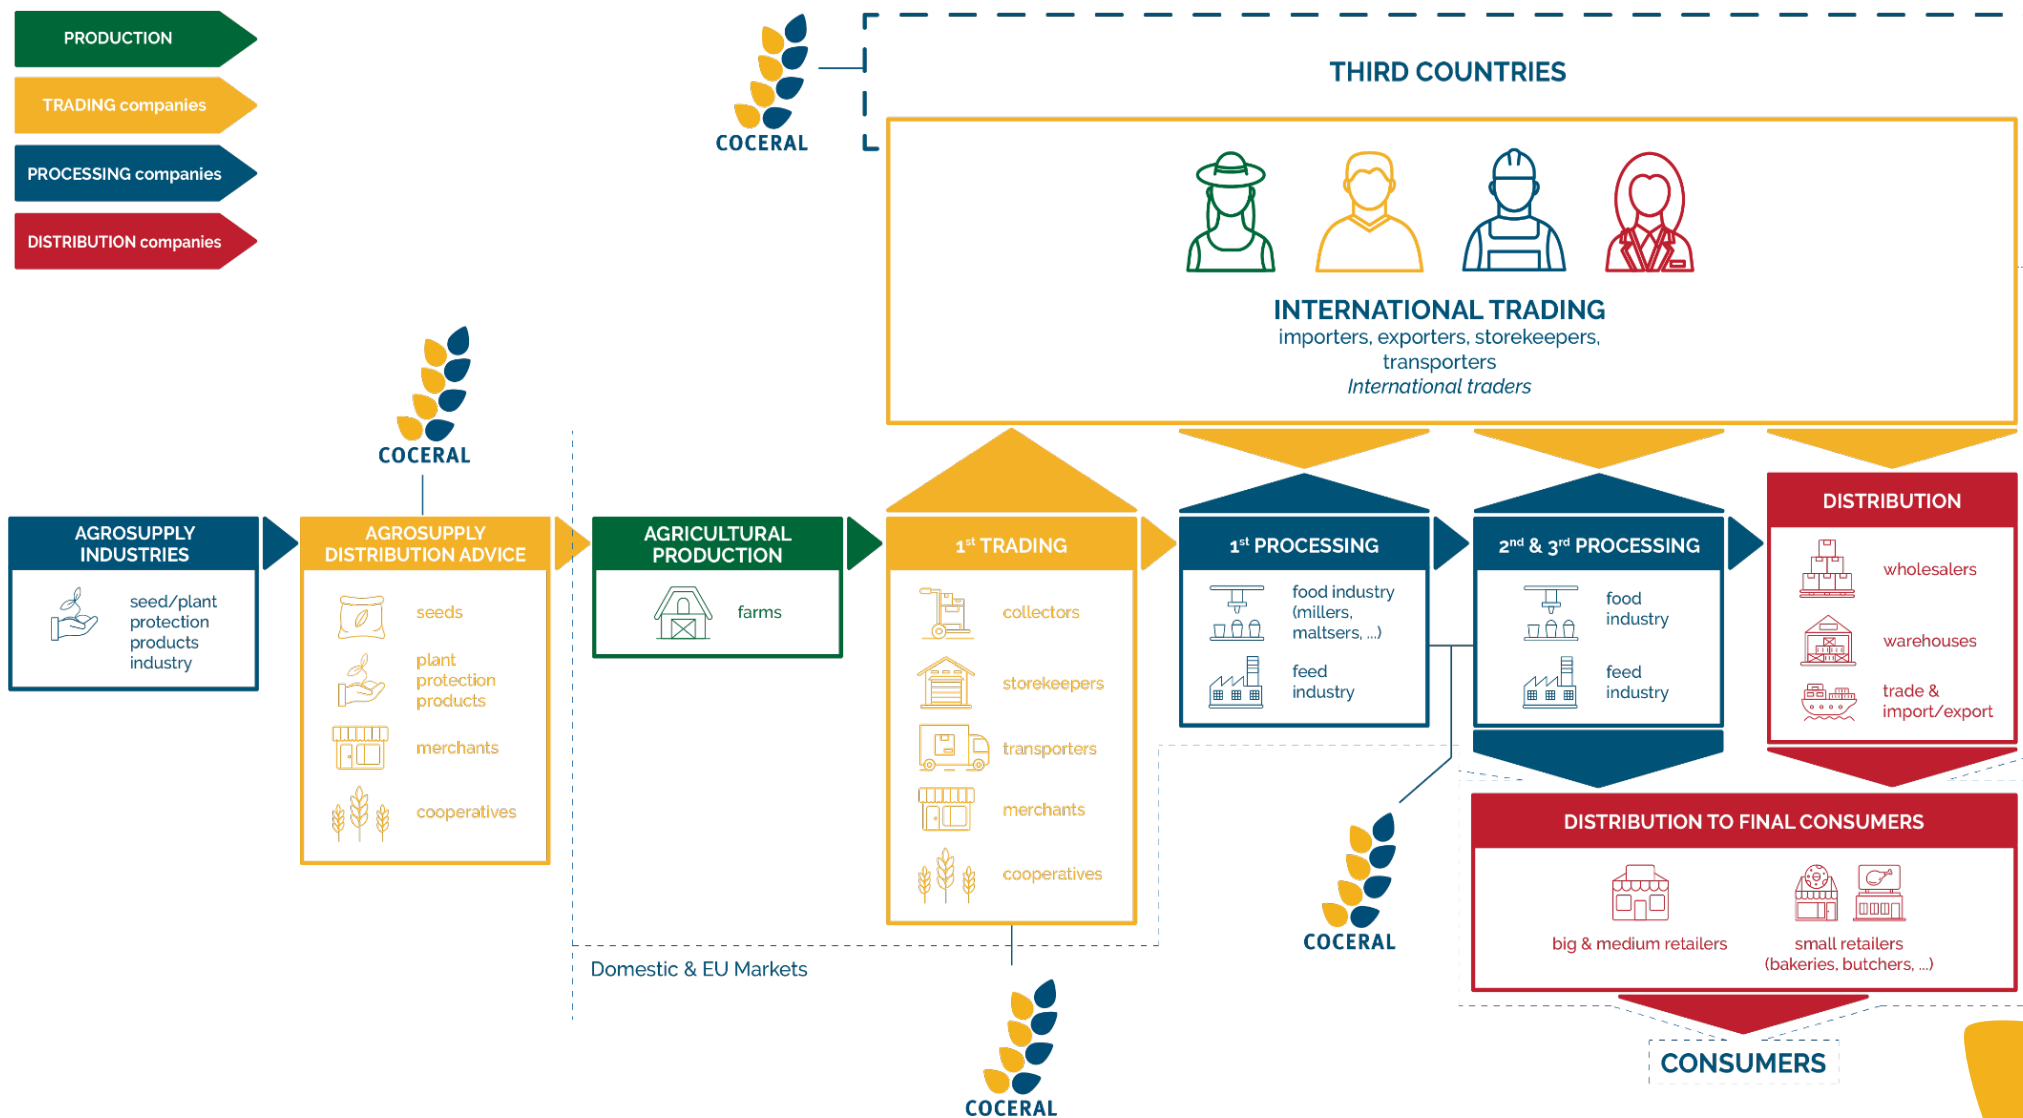 PRODUCTION
TRADING companies
PROCESSING companies
DISTRIBUTION companies
COCERAL
THIRD COUNTRIES
INTERNATIONAL TRADING
importers, exporters, storekeepers,
transporters
International traders
COCERAL
AGROSUPPLY
INDUSTRIES
seed/plant
protection
products
industry
AGROSUPPLY
DISTRIBUTION ADVICE
seeds
plant
protection
products
merchants
cooperatives
AGRICULTURAL
PRODUCTION
farms
1st TRADING
collectors
storekeepers
transporters
merchants
cooperatives
1st PROCESSING
food industry
(millers,
maltsers, ...)
feed
industry
2nd & 3rd PROCESSING
food
industry
feed
industry
DISTRIBUTION
wholesalers
warehouses
trade &
import/export
DISTRIBUTION TO FINAL CONSUMERS
big & medium retailers
small retailers
(bakeries, butchers, ...)
COCERAL
Domestic & EU Markets
COCERAL
CONSUMERS